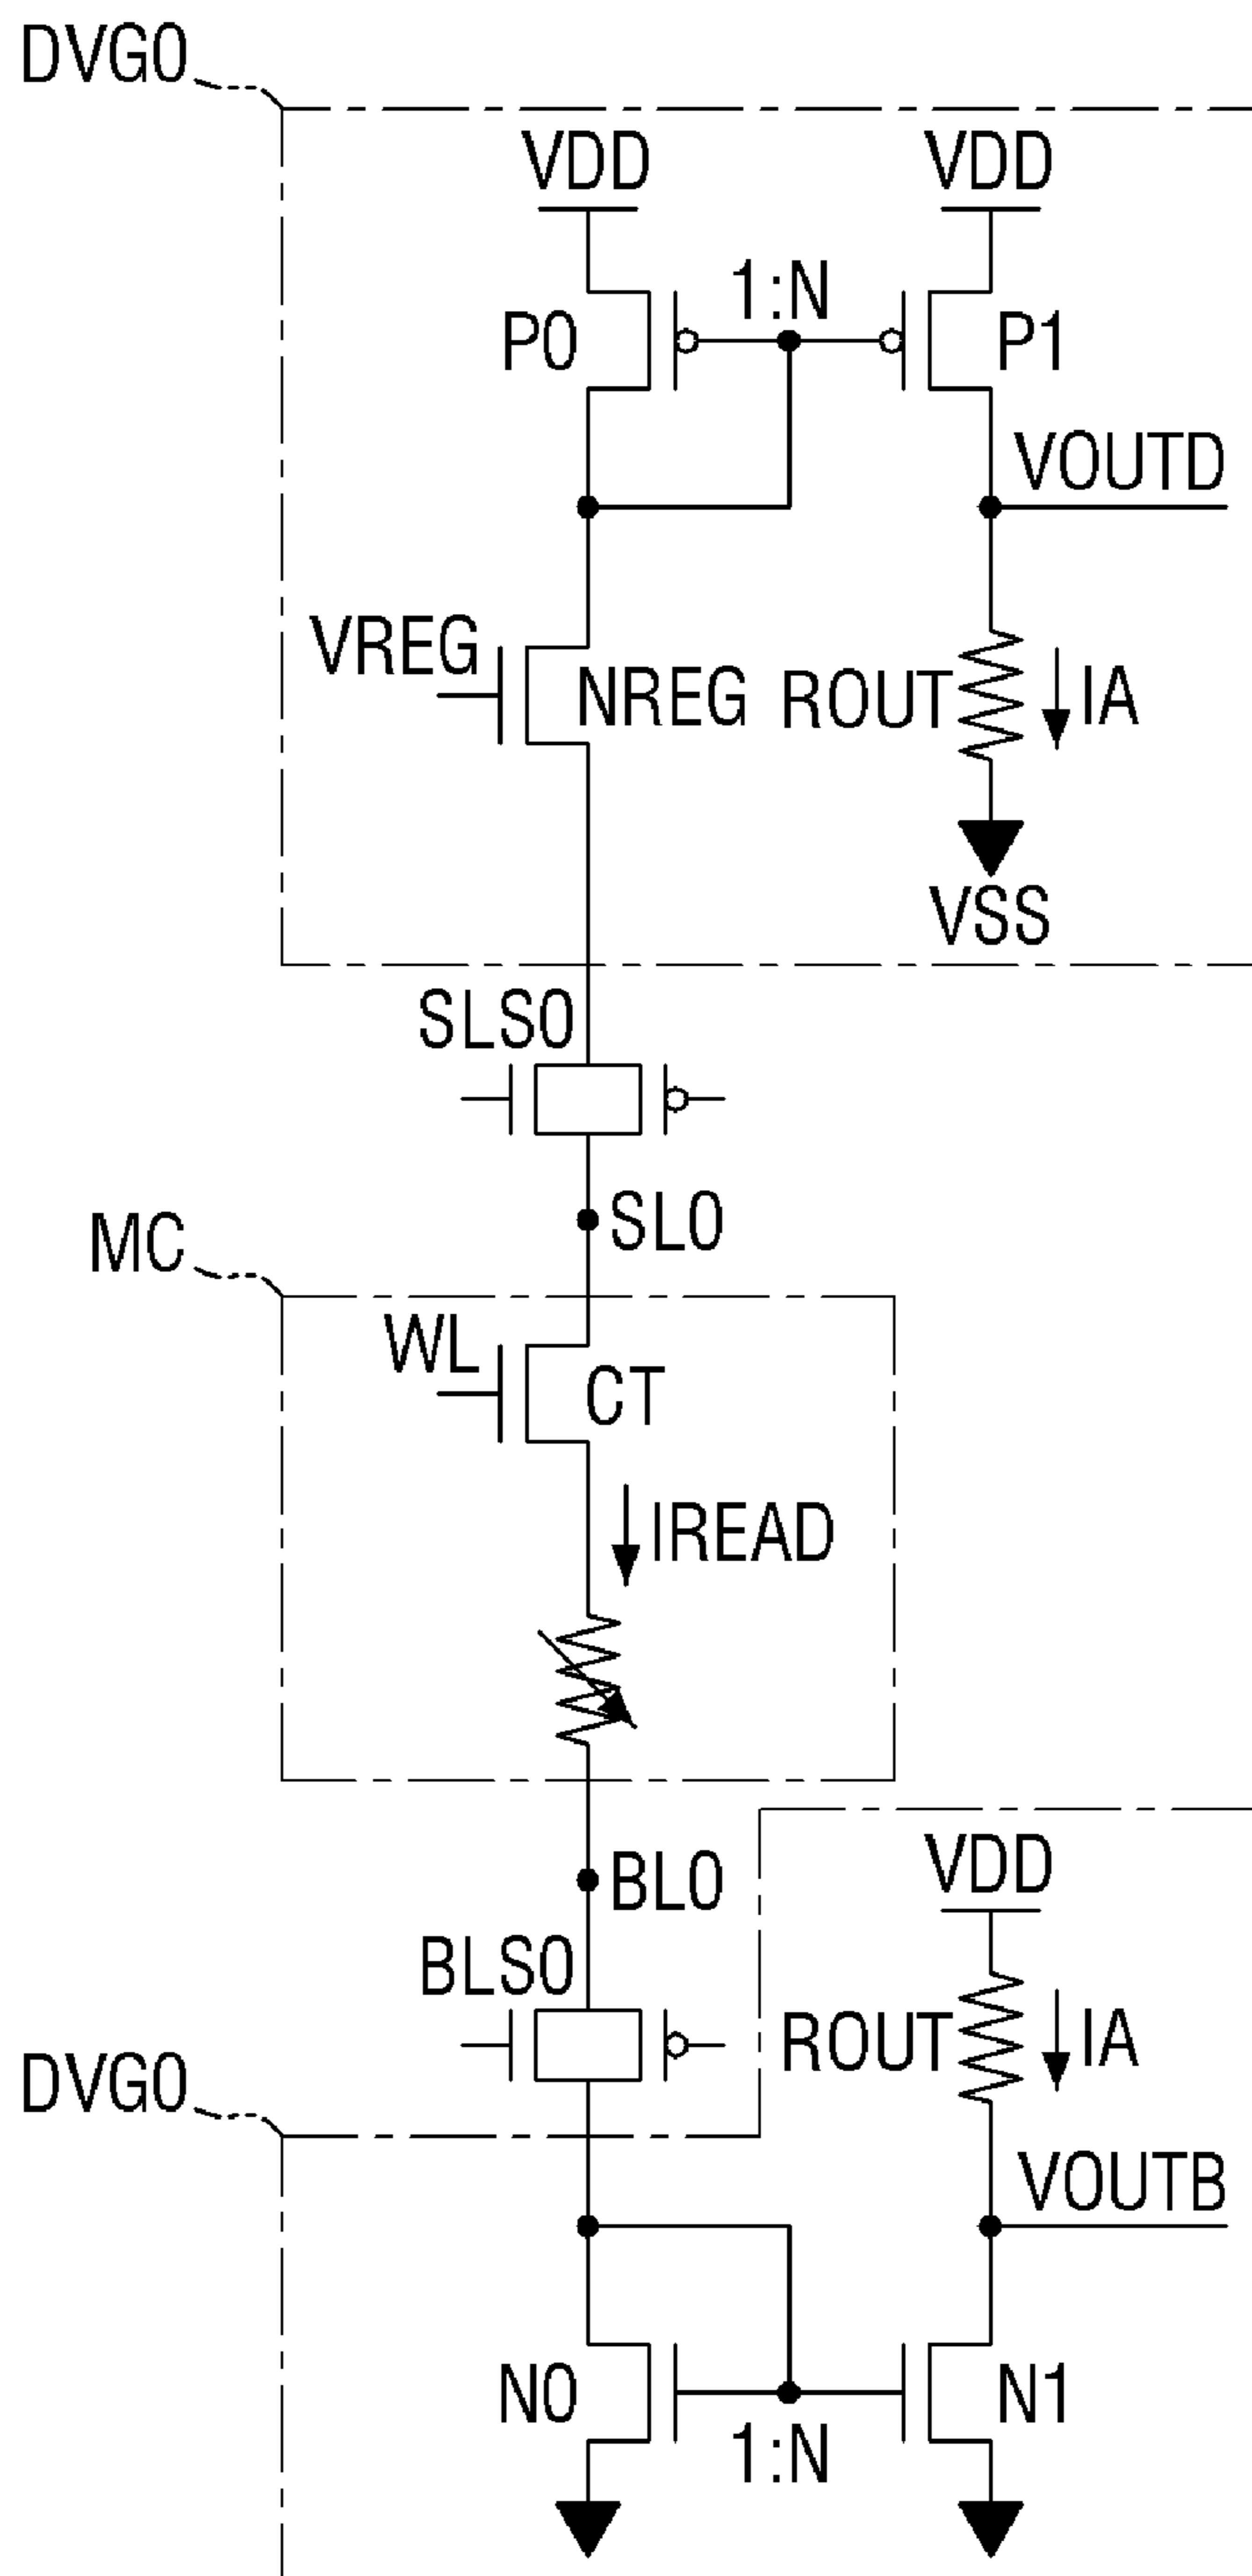 DVG0
VDD VDD
1:N
P0 P1
VOUTD
VREG
NREG ROUT IA
VSS
SLS0
SL0
MC
WL
CT
IREAD
BL0
VDD
BLS0
ROUT IA
DVG0
VOUTB
N0 N1
1:N